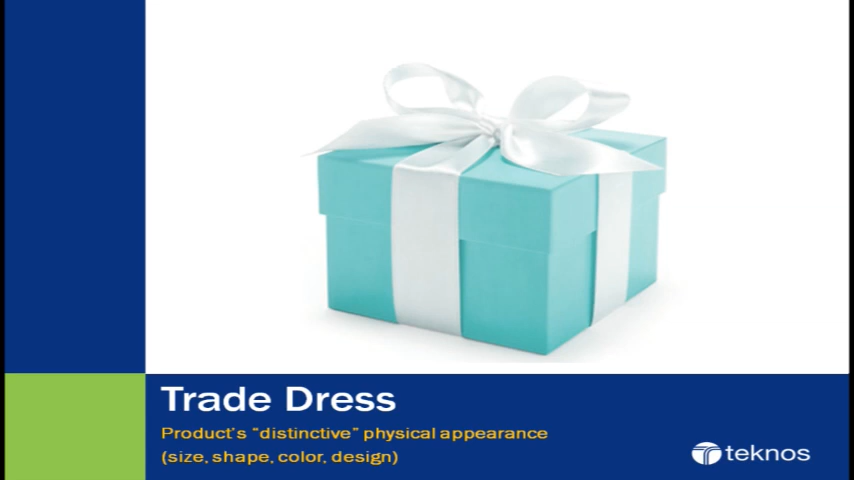 Trade Dress
Product's "distinctive" physical appearance
(size, shape, color, design)
teknos